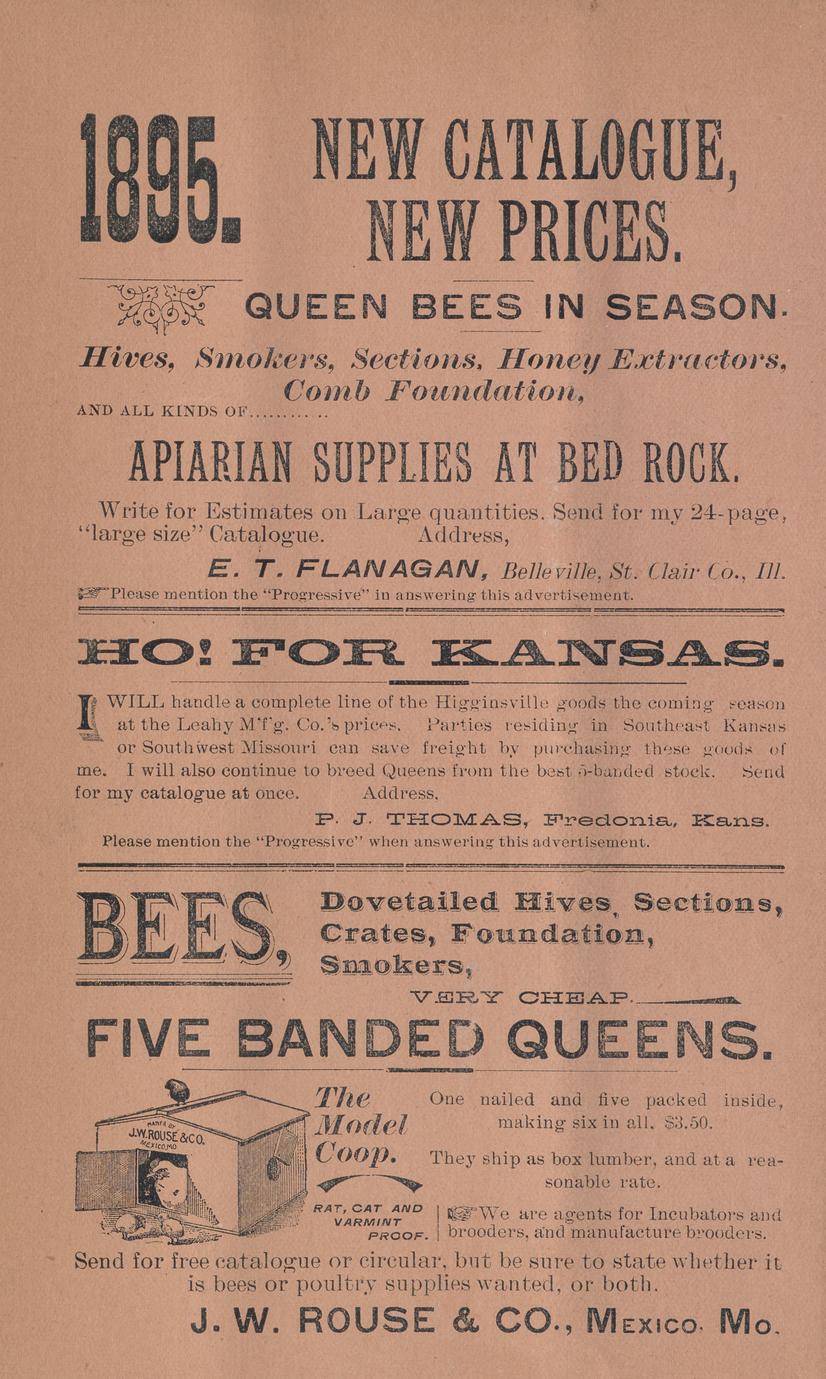 1895.
NEW CATALOGUE,
NEW PRICES.
QUEEN BEES IN SEASON.
Hives, Smokers, Sections, Honey Extractors,
Comb Foundation,
AND ALL KINDS OF............
APIARIAN SUPPLIES AT BED ROCK.
Write for Estimates on Large quantities. Send for my 24-page,
“large size” Catalogue. Address,
E. T. FLANAGAN, Belleville, St. Clair Co., Ill.
☞Please mention the “Progressive” in answering this advertisement.
HO! FOR KANSAS.
I WILL handle a complete line of the Higginsville goods the coming season
at the Leahy M'f'g. Co.'s prices. Parties residing in Southeast Kansas
or Southwest Missouri can save freight by purchasing these goods of
me. I will also continue to breed Queens from the best 5-banded stock. Send
for my catalogue at once. Address,
P. J. THOMAS, Fredonia, Kans.
Please mention the “Progressive” when answering this advertisement.
BEES,
Dovetailed Hives, Sections,
Crates, Foundation,
Smokers,
VERY CHEAP.
FIVE BANDED QUEENS.
MANF'D BY
J.W.ROUSE & CO.
MEXICO, MO
The
Model
Coop.
RAT, CAT AND
VARMINT
PROOF.
One nailed and five packed inside,
making six in all, $3.50.
They ship as box lumber, and at a rea-
sonable rate.
☞We are agents for Incubators and
brooders, and manufacture brooders.
Send for free catalogue or circular, but be sure to state whether it
is bees or poultry supplies wanted, or both.
J. W. ROUSE & CO., Mexico. Mo.